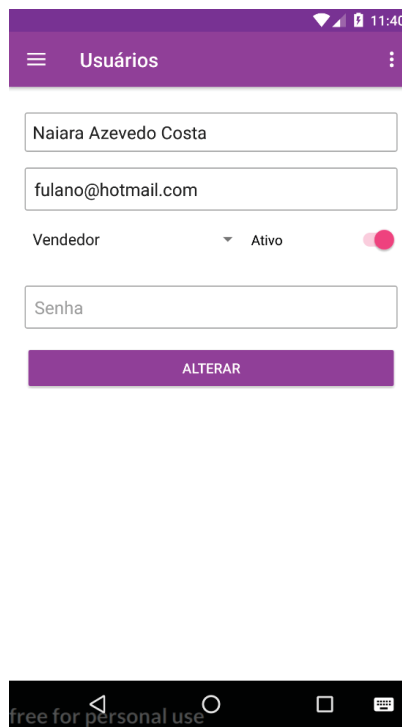 11:40
Usuários
Naiara Azevedo Costa
fulano@hotmail.com
Vendedor Ativo
Senha
ALTERAR
free for personal use